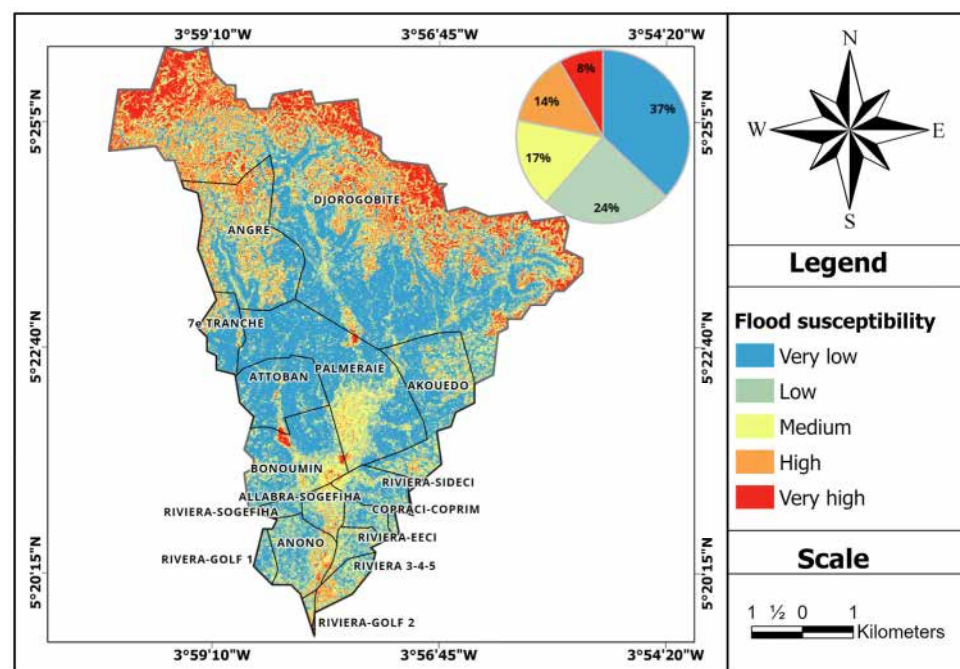 3°59'10"W 3°56'45"W 3°54'20"W
5°25'5"N
5°25'5"N
8%
37%
14%
17%
24%
DJOROGOBITE
ANGRE
7e TRANCHE
5°22'40"N
5°22'40"N
ATTOBAN
PALMERAIE
AKOUEDO
BONOUMIN
RIVIERA-SIDECI
ALLABRA-SOGEFIHA
RIVIERA-SOGEFIHA
COPRACI-COPRIM
RIVIERA-EECI
ANONO
RIVERA-GOLF 1
RIVIERA 3-4-5
5°20'15"N
5°20'15"N
RIVIERA-GOLF 2
3°59'10"W 3°56'45"W 3°54'20"W
N
W E
S
Legend
Flood susceptibility
Very low
Low
Medium
High
Very high
Scale
1 ½ 0 1
Kilometers